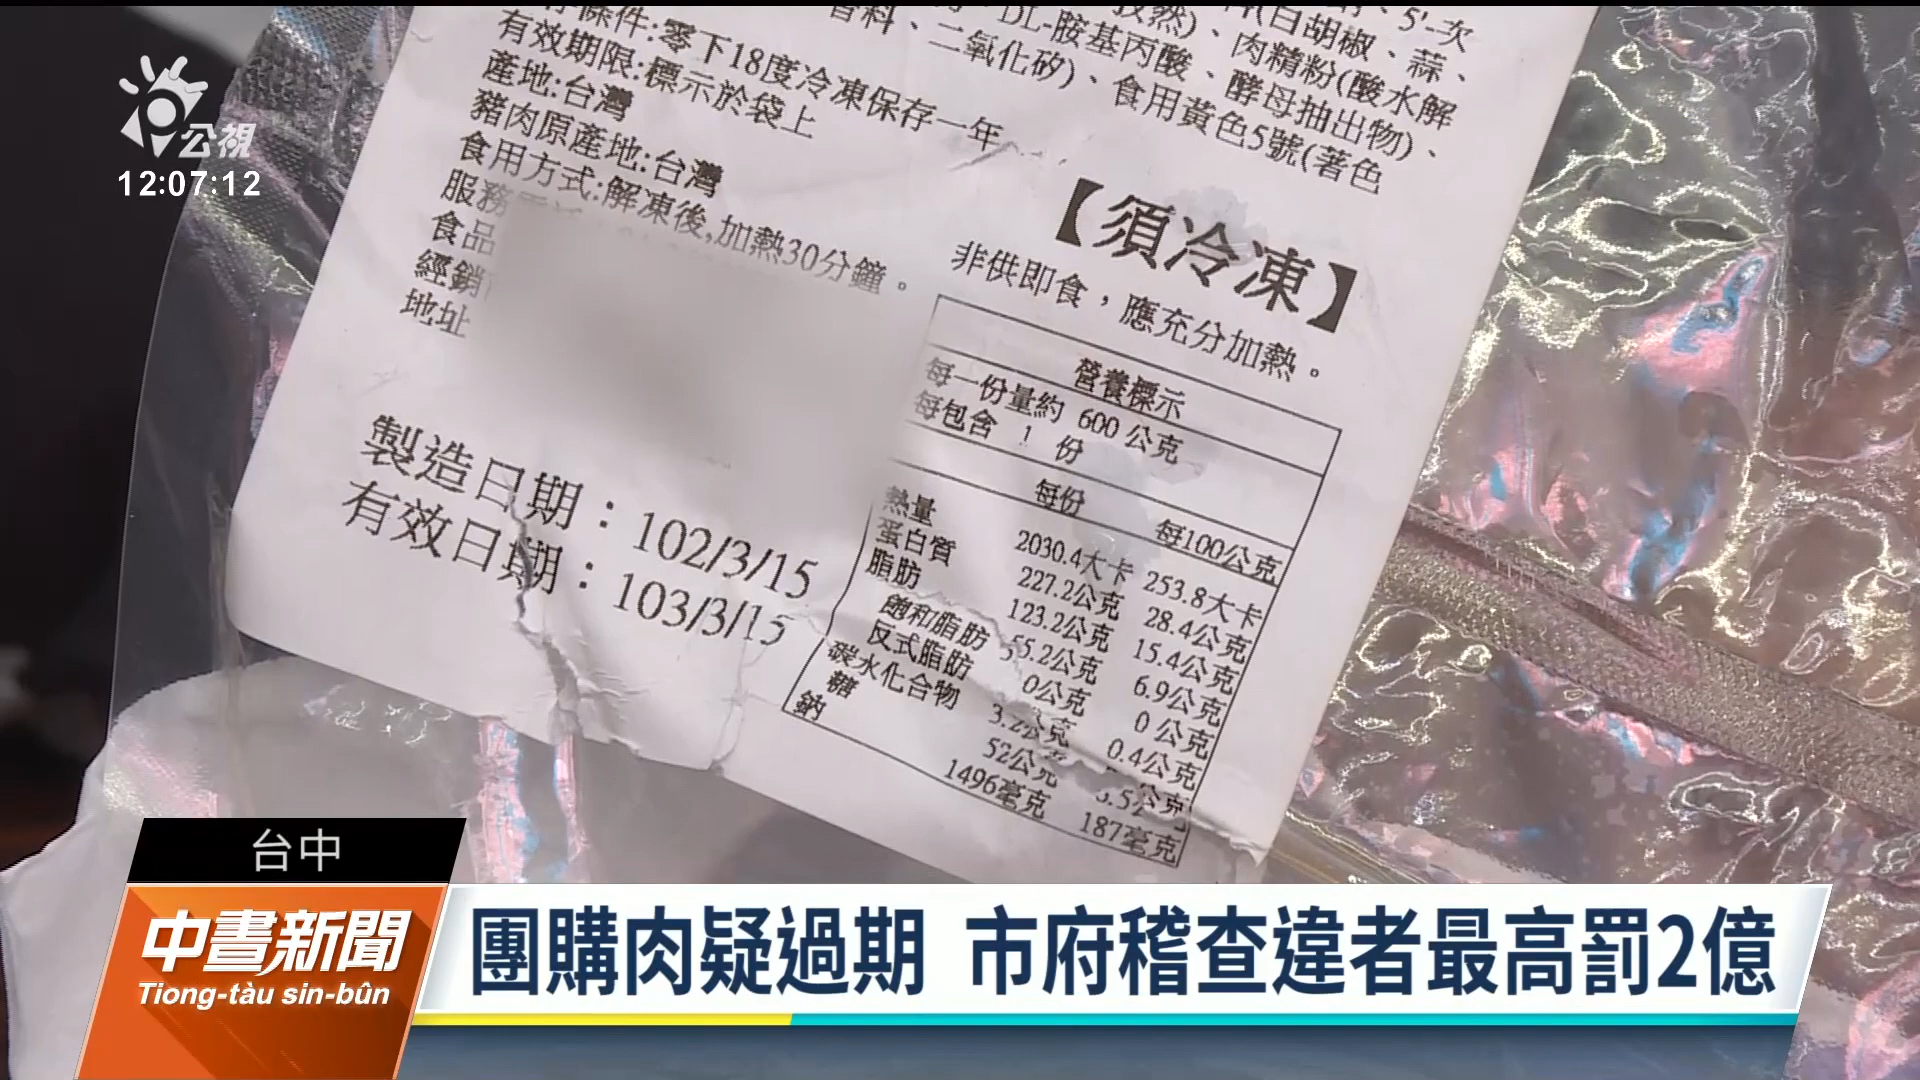 公視
12:07:12
(白胡椒、蒜、
肉精粉(酸水解
DL-胺基丙酸、酵母抽出物)、
二氧化矽)、食用黃色5號(著色
條件:零下18度冷凍保存一年
有效期限:標示於袋上
產地:台灣
豬肉原產地:台灣
食用方式:解凍後,加熱30分鐘。
服務
食品
經銷
地址
【須冷凍】
非供即食，應充分加熱。
營養標示
每一份量約 600 公克
每包含 1 份
每份 每100公克
熱量 2030.4大卡 253.8大卡
蛋白質 227.2公克 28.4公克
脂肪 123.2公克 15.4公克
飽和脂肪 55.2公克 6.9公克
反式脂肪 0公克 0 公克
碳水化合物 3.2公克 0.4公克
糖 52公克 公克
鈉 1496毫克 187毫克
製造日期：102/3/15
有效日期：103/3/15
台中
中晝新聞
Tiong-tàu sin-bûn
團購肉疑過期 市府稽查違者最高罰2億